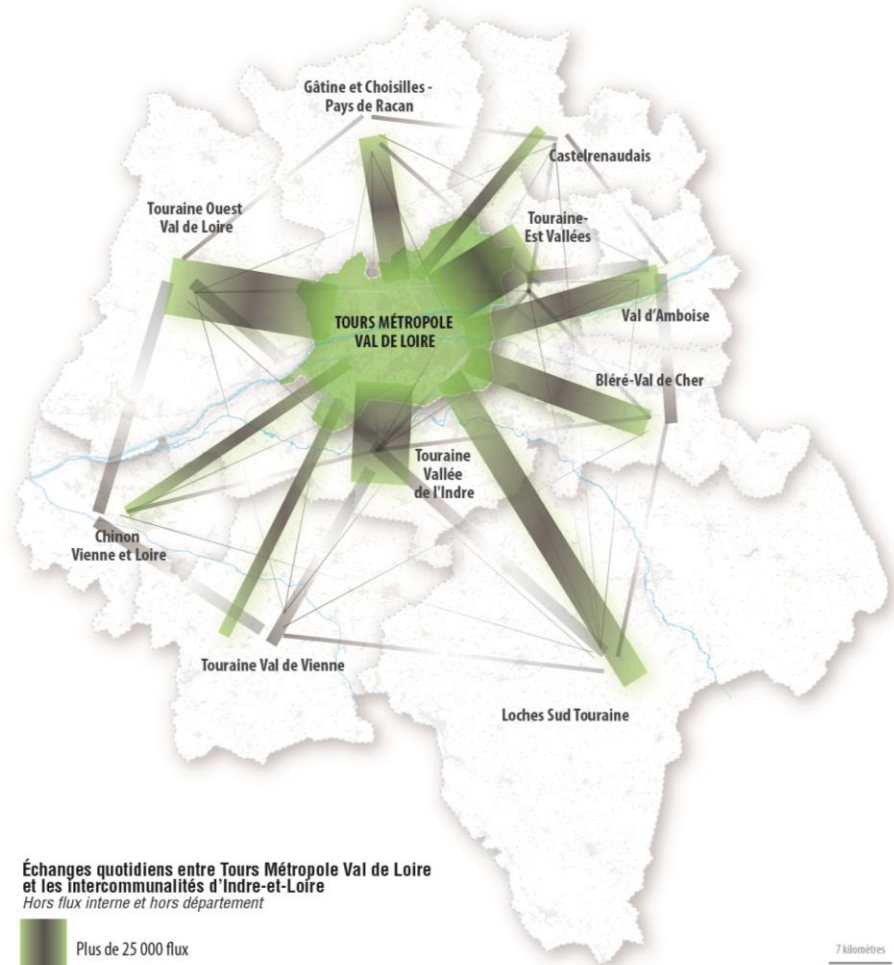 Gâtine et Choisilles -
Pays de Racan
Castelrenaudais
Touraine Ouest
Val de Loire
Touraine-
Est Vallées
TOURS MÉTROPOLE
VAL DE LOIRE
Val d'Amboise
Bléré-Val de Cher
Touraine
Vallée
de l'Indre
Chinon
Vienne et Loire
Touraine Val de Vienne
Loches Sud Touraine
Échanges quotidiens entre Tours Métropole Val de Loire
et les intercommunalités d'Indre-et-Loire
Hors flux interne et hors département
Plus de 25 000 flux
7 kilomètres